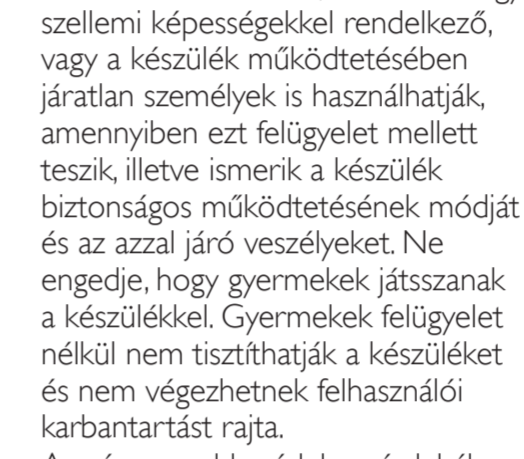 szellemi képességekkel rendelkező,
vagy a készülék működtetésében
járatlan személyek is használhatják,
amennyiben ezt felügyelet mellett
teszik, illetve ismerik a készülék
biztonságos működtetésének módját
és az azzal járó veszélyeket. Ne
engedje, hogy gyermekek játsszanak
a készülékkel. Gyermekek felügyelet
nélkül nem tisztíthatják a készüléket
és nem végezhetnek felhasználói
karbantartást rajta.